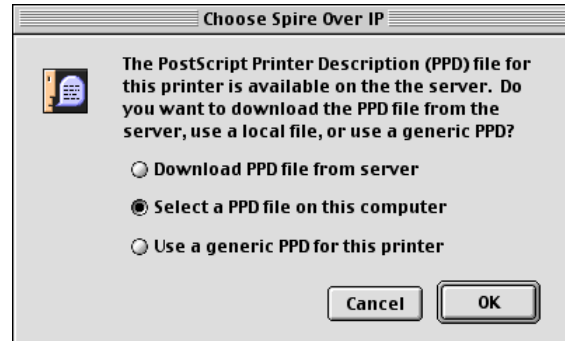 Choose Spire Over IP
The PostScript Printer Description (PPD) file for
this printer is available on the the server. Do
you want to download the PPD file from the
server, use a local file, or use a generic PPD?
Download PPD file from server
Select a PPD file on this computer
Use a generic PPD for this printer
Cancel OK